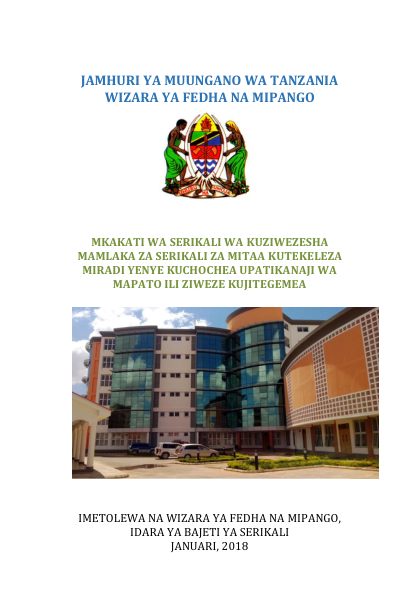 JAMHURI YA MUUNGANO WA TANZANIA
WIZARA YA FEDHA NA MIPANGO
MKAKATI WA SERIKALI WA KUZIWEZESHA
MAMLAKA ZA SERIKALI ZA MITAA KUTEKELEZA
MIRADI YENYE KUCHOCHEA UPATIKANAJI WA
MAPATO ILI ZIWEZE KUJITEGEMEA
IMETOLEWA NA WIZARA YA FEDHA NA MIPANGO,
IDARA YA BAJETI YA SERIKALI
JANUARI, 2018